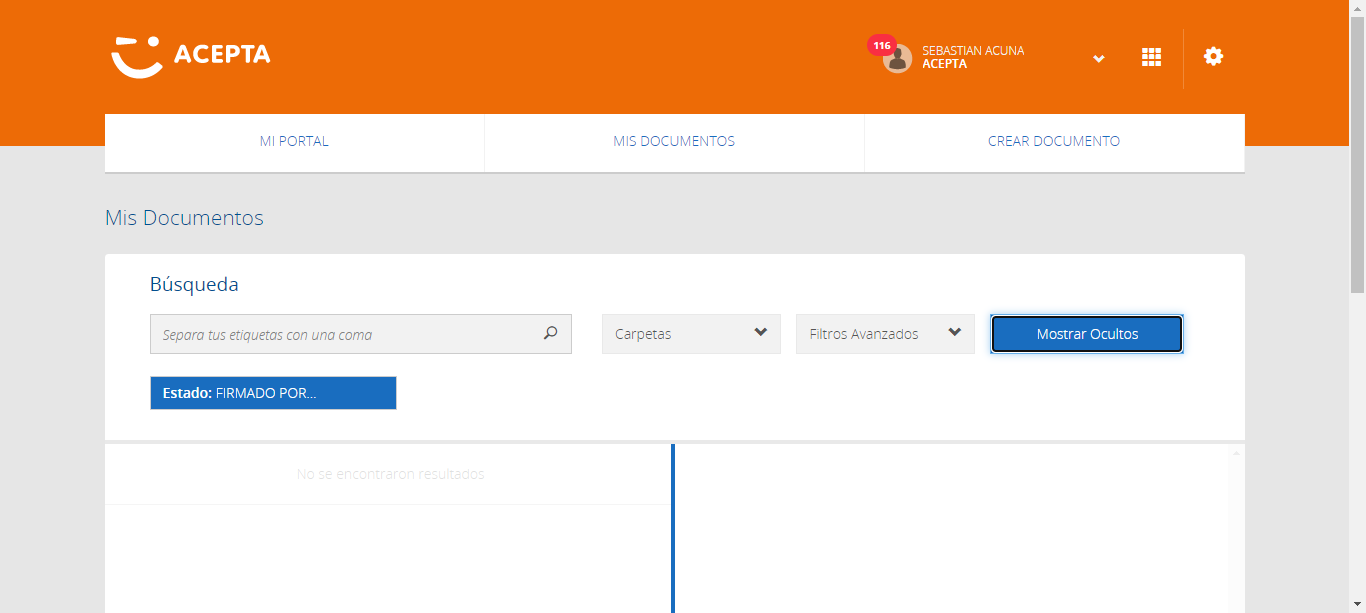 ACEPTA
116
SEBASTIAN ACUNA
ACEPTA
MI PORTAL
MIS DOCUMENTOS
CREAR DOCUMENTO
Mis Documentos
Búsqueda
Separa tus etiquetas con una coma
Carpetas
Filtros Avanzados
Mostrar Ocultos
Estado: FIRMADO POR...
No se encontraron resultados